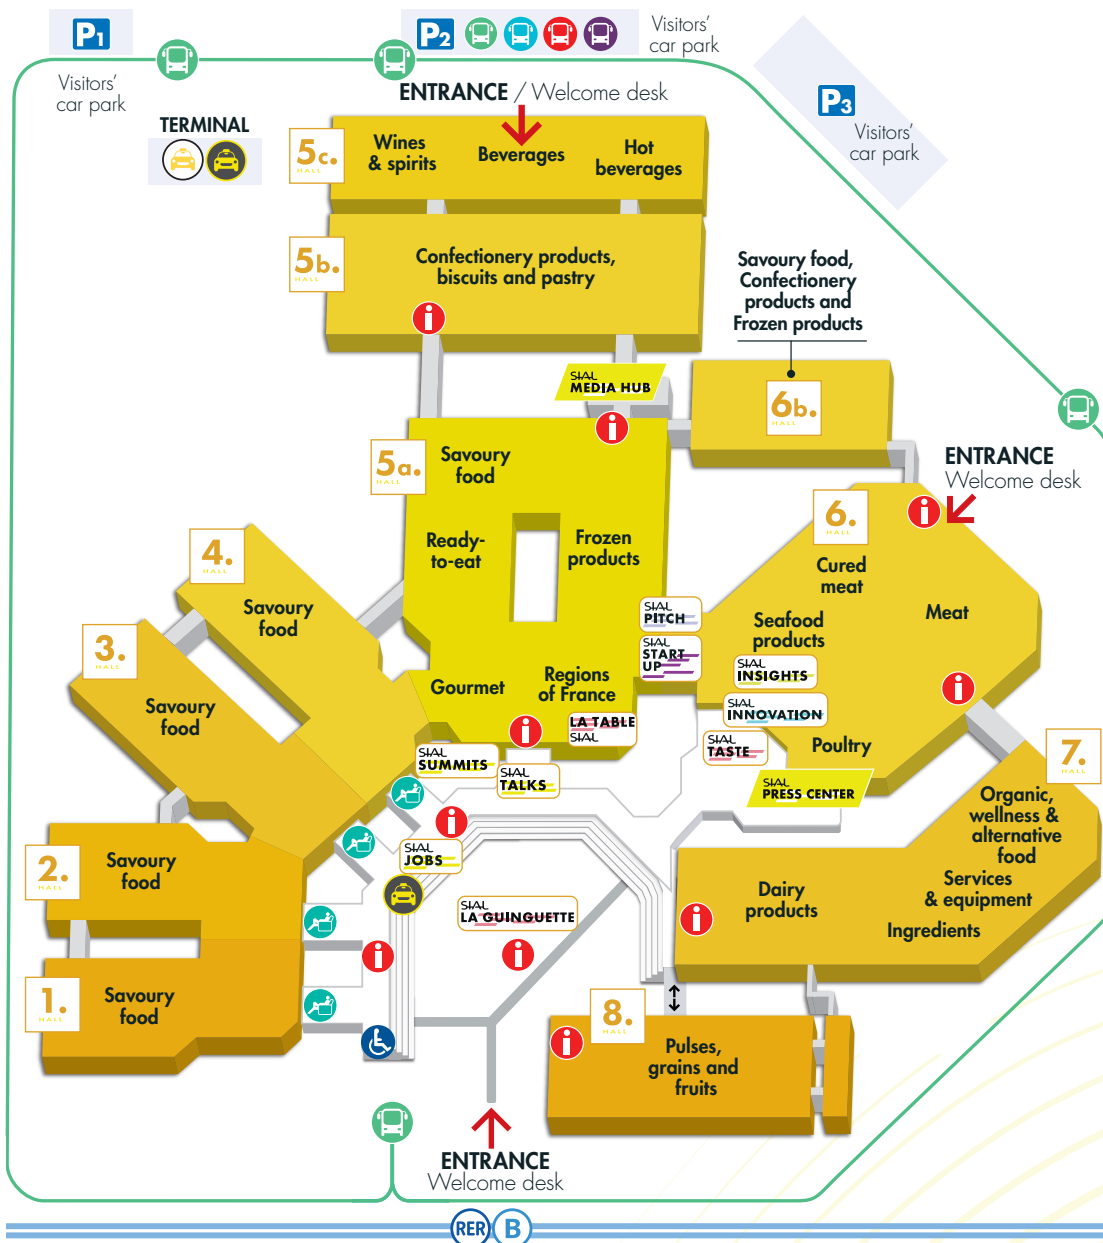 P1
Visitors'
car park
P2
Visitors'
car park
P3
Visitors'
car park
TERMINAL
ENTRANCE / Welcome desk
5c.
HALL
Wines
& spirits
Beverages
Hot
beverages
5b.
HALL
Confectionery products,
biscuits and pastry
i
Savoury food,
Confectionery
products and
Frozen products
SIAL
MEDIA HUB
6b.
HALL
i
5a.
HALL
Savoury
food
Ready-
to-eat
Frozen
products
ENTRANCE
Welcome desk
i
6.
HALL
Cured
meat
Meat
Seafood
products
SIAL
PITCH
SIAL
START
UP
SIAL
INSIGHTS
SIAL
INNOVATION
SIAL
TASTE
Poultry
i
SIAL
PRESS CENTER
4.
HALL
Savoury
food
3.
HALL
Savoury
food
Gourmet
Regions
of France
LA TABLE
SIAL
i
SIAL
SUMMITS
SIAL
TALKS
7.
HALL
Organic,
wellness &
alternative
food
Services
& equipment
Ingredients
Dairy
products
i
i
SIAL
JOBS
2.
HALL
Savoury
food
SIAL
LA GUINGUETTE
i
i
1.
HALL
Savoury
food
8.
HALL
i
Pulses,
grains and
fruits
ENTRANCE
Welcome desk
RER B